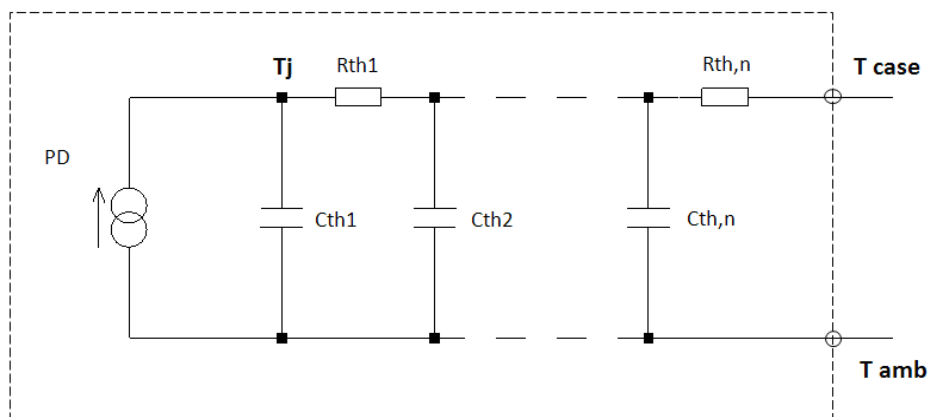 Tj
Rth1
Rth,n
T case
PD
Cth1
Cth2
Cth,n
T amb